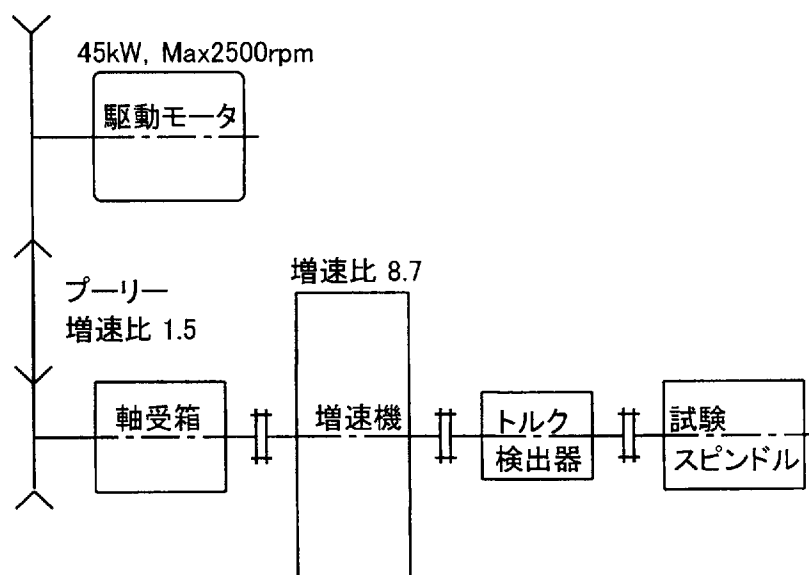 45kW, Max2500rpm
駆動モータ
増速比 8.7
プーリー
増速比 1.5
軸受箱
増速機
トルク
検出器
試験
スピンドル